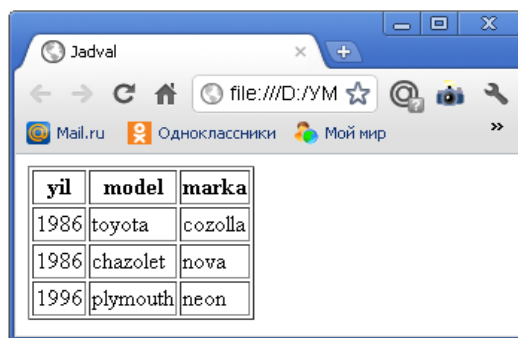 Jadval
file:///D:/УМ
Mail.ru Одноклассники Мой мир »
yil model marka
1986 toyota cozolla
1986 chazolet nova
1996 plymouth neon